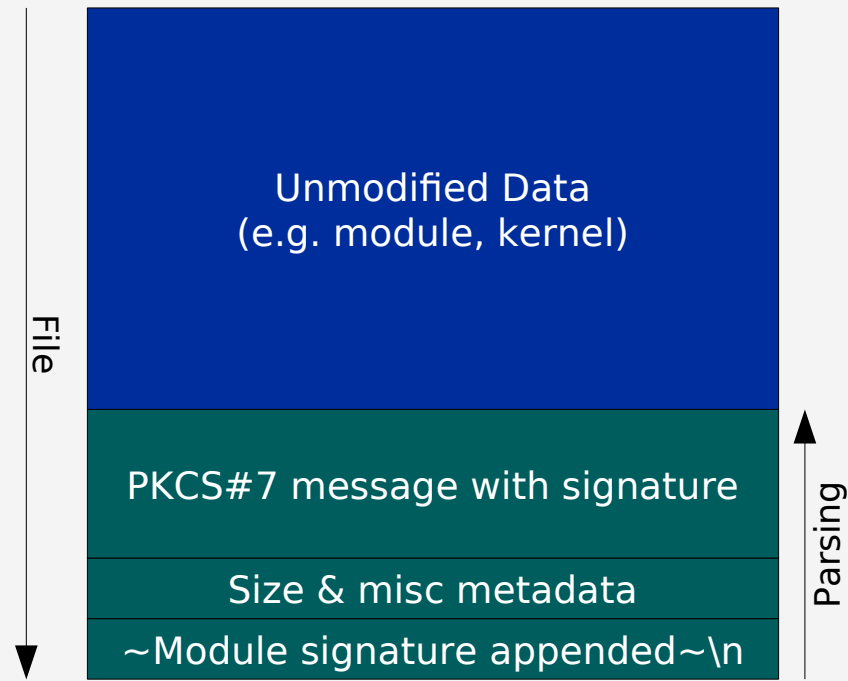 Unmodified Data
(e.g. module, kernel)
File
PKCS#7 message with signature
Parsing
Size & misc metadata
~Module signature appended~\n